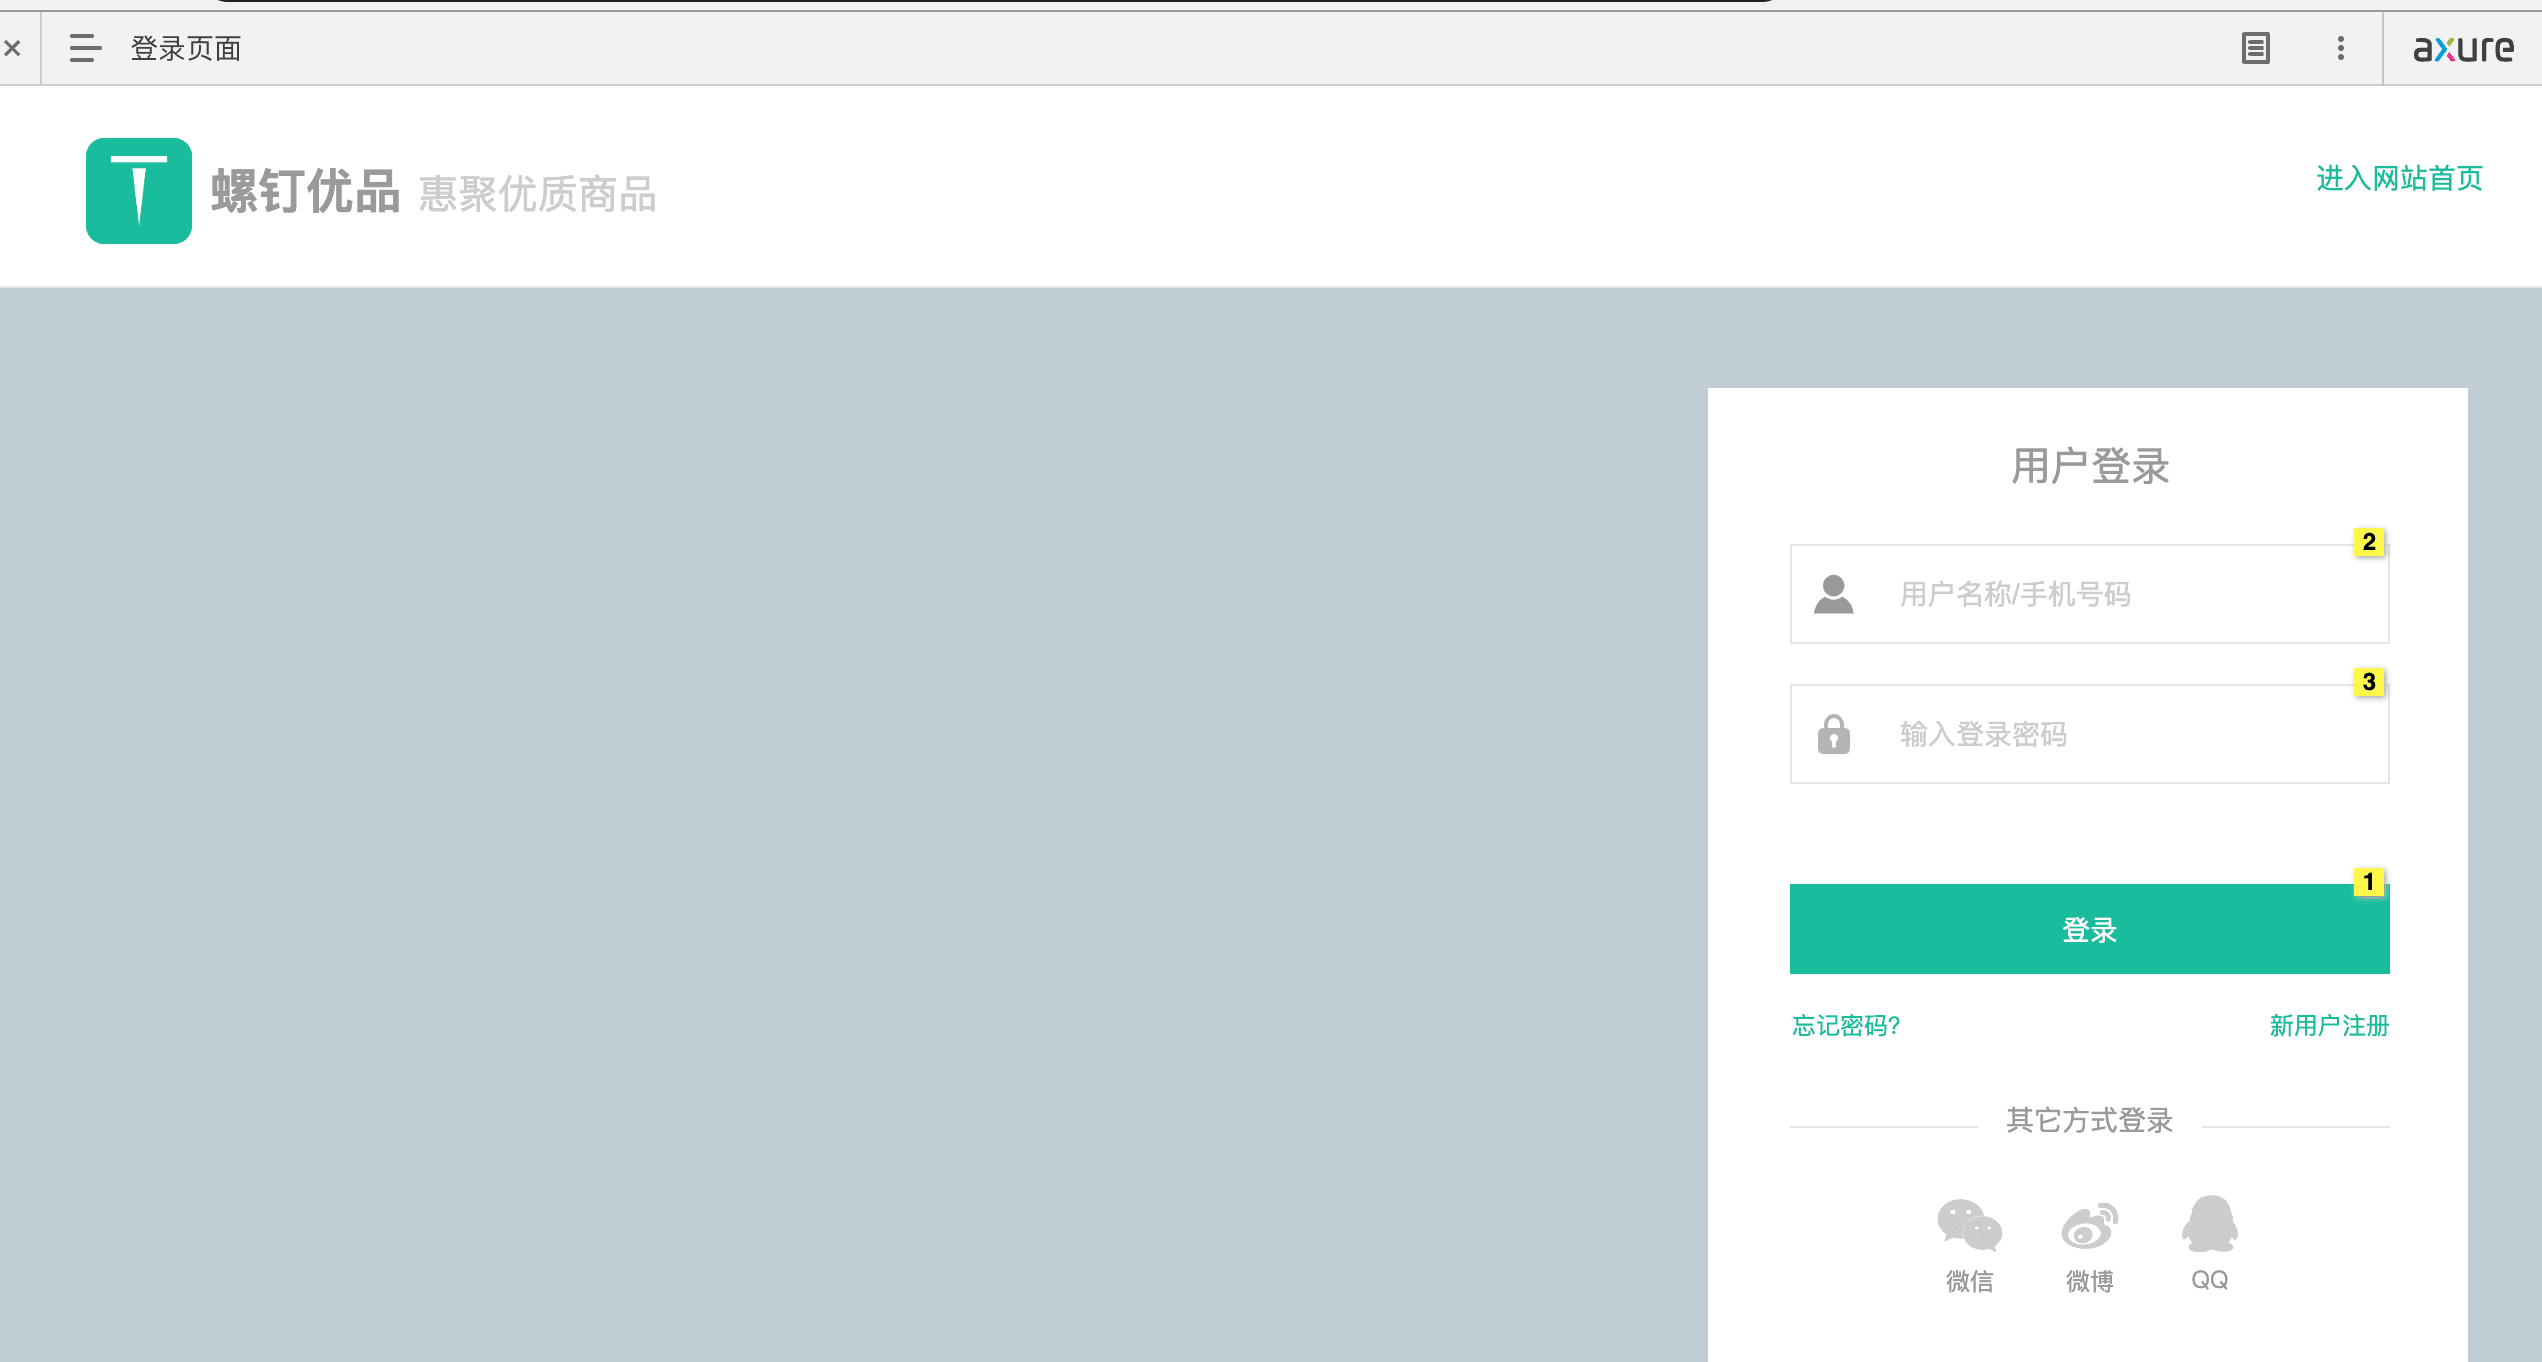 登录页面
axure
螺钉优品 惠聚优质商品
进入网站首页
用户登录
2
用户名称/手机号码
3
输入登录密码
1
登录
忘记密码?
新用户注册
其它方式登录
微信
微博
QQ